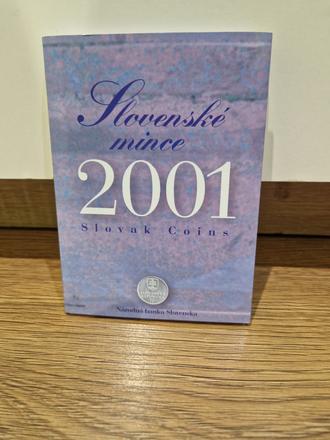 Slovenské
mince
2001
Slovak Coins
Národná banka Slovenska